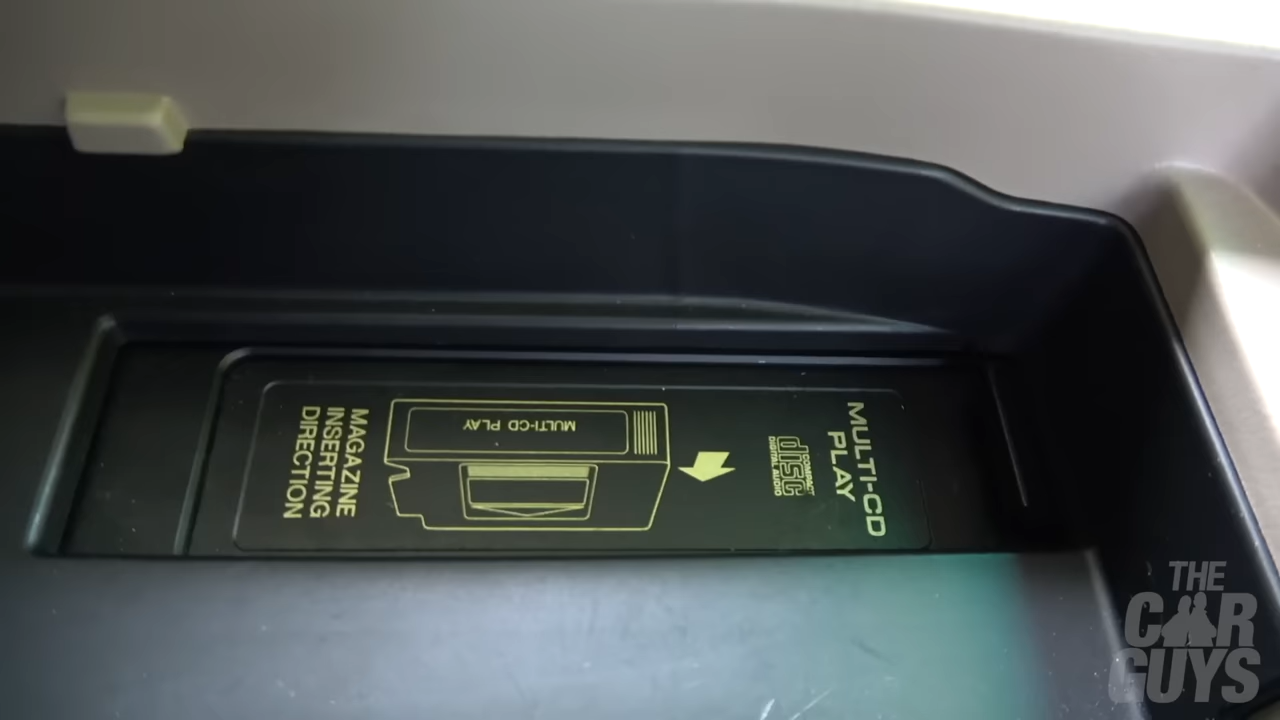 MULTI-CD
PLAY
COMPACT
disc
DIGITAL AUDIO
MULTI-CD PLAY
MAGAZINE
INSERTING
DIRECTION
THE
CAR
GUYS